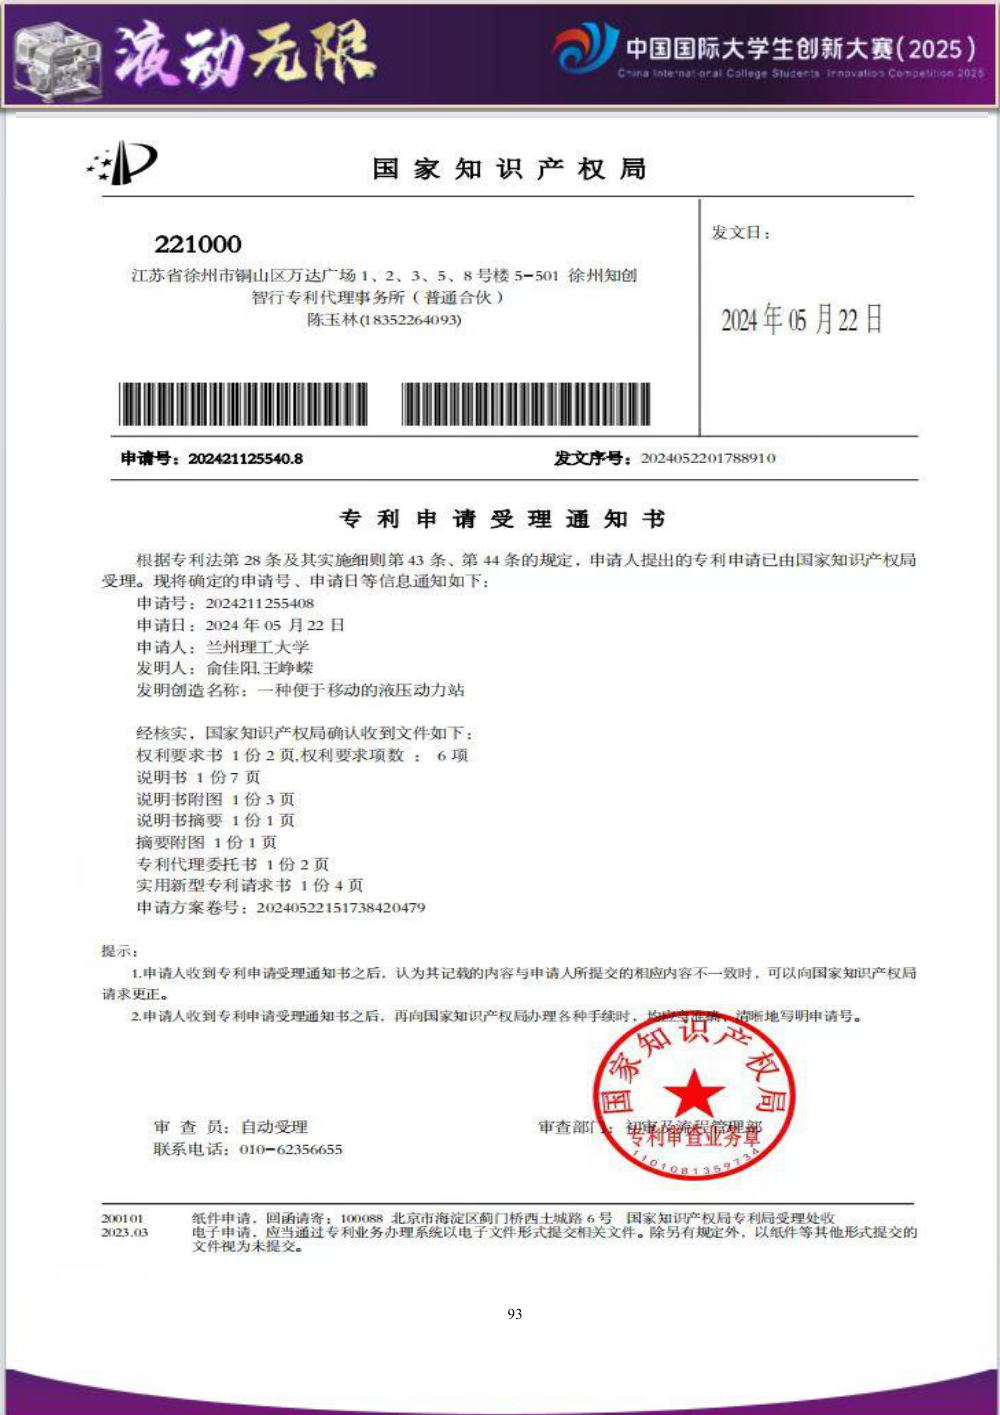 液动无限
中国国际大学生创新大赛(2025)
China International College Students Innovation Competition 2025
国家知识产权局
221000
江苏省徐州市铜山区万达广场1、2、3、5、8号楼5-501 徐州知创
智行专利代理事务所(普通合伙)
陈玉林(18352264093)
发文日:
2024年05月22日
申请号:202421125540.8
发文序号:2024052201788910
专利申请受理通知书
根据专利法第28条及其实施细则第43条、第44条的规定,申请人提出的专利申请已由国家知识产权局
受理。现将确定的申请号、申请日等信息通知如下:
申请号:2024211255408
申请日:2024年05月22日
申请人:兰州理工大学
发明人:俞佳阳,王峥嵘
发明创造名称:一种便于移动的液压动力站
经核实,国家知识产权局确认收到文件如下:
权利要求书 1份2页,权利要求项数 : 6项
说明书 1份7页
说明书附图 1份3页
说明书摘要 1份1页
摘要附图 1份1页
专利代理委托书 1份2页
实用新型专利请求书 1份4页
申请方案卷号:20240522151738420479
提示:
1.申请人收到专利申请受理通知书之后,认为其记载的内容与申请人所提交的相应内容不一致时,可以向国家知识产权局
请求更正。
2.申请人收到专利申请受理通知书之后,再向国家知识产权局办理各种手续时,均应当准确、清晰地写明申请号。
国家知识产权局
专利审查业务章
1101081359734
审查员:自动受理
审查部门:初审及流程管理部
联系电话:010-62356655
200101 纸件申请,回函请寄:100088 北京市海淀区蓟门桥西土城路6号 国家知识产权局专利局受理处收
2023.03 电子申请,应当通过专利业务办理系统以电子文件形式提交相关文件。除另有规定外,以纸件等其他形式提交的
文件视为未提交。
93